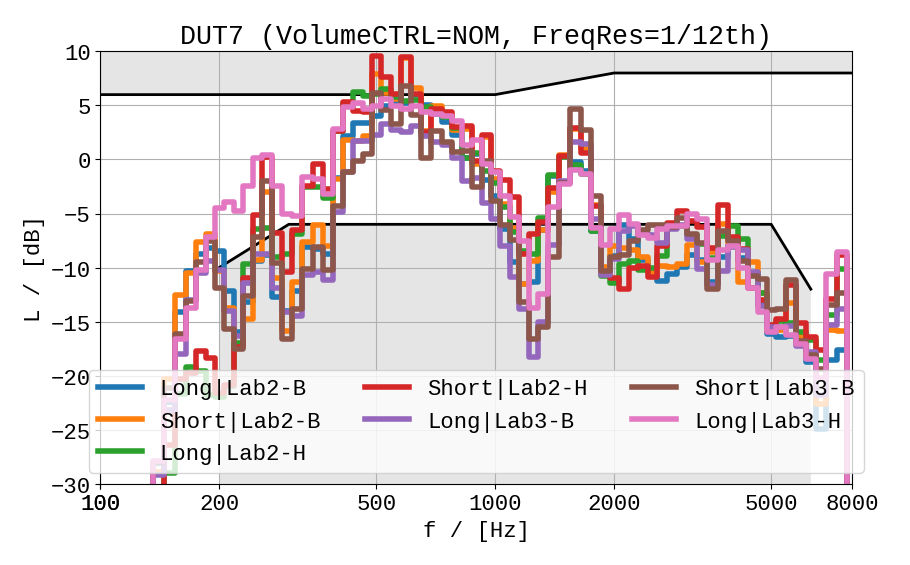 DUT7 (VolumeCTRL=NOM, FreqRes=1/12th)
10
5
0
−5
−10
−15
−20
−25
−30
L / [dB]
Long|Lab2-B
Short|Lab2-B
Long|Lab2-H
Short|Lab2-H
Long|Lab3-B
Short|Lab3-B
Long|Lab3-H
100 200 500 1000 2000 5000 8000
f / [Hz]